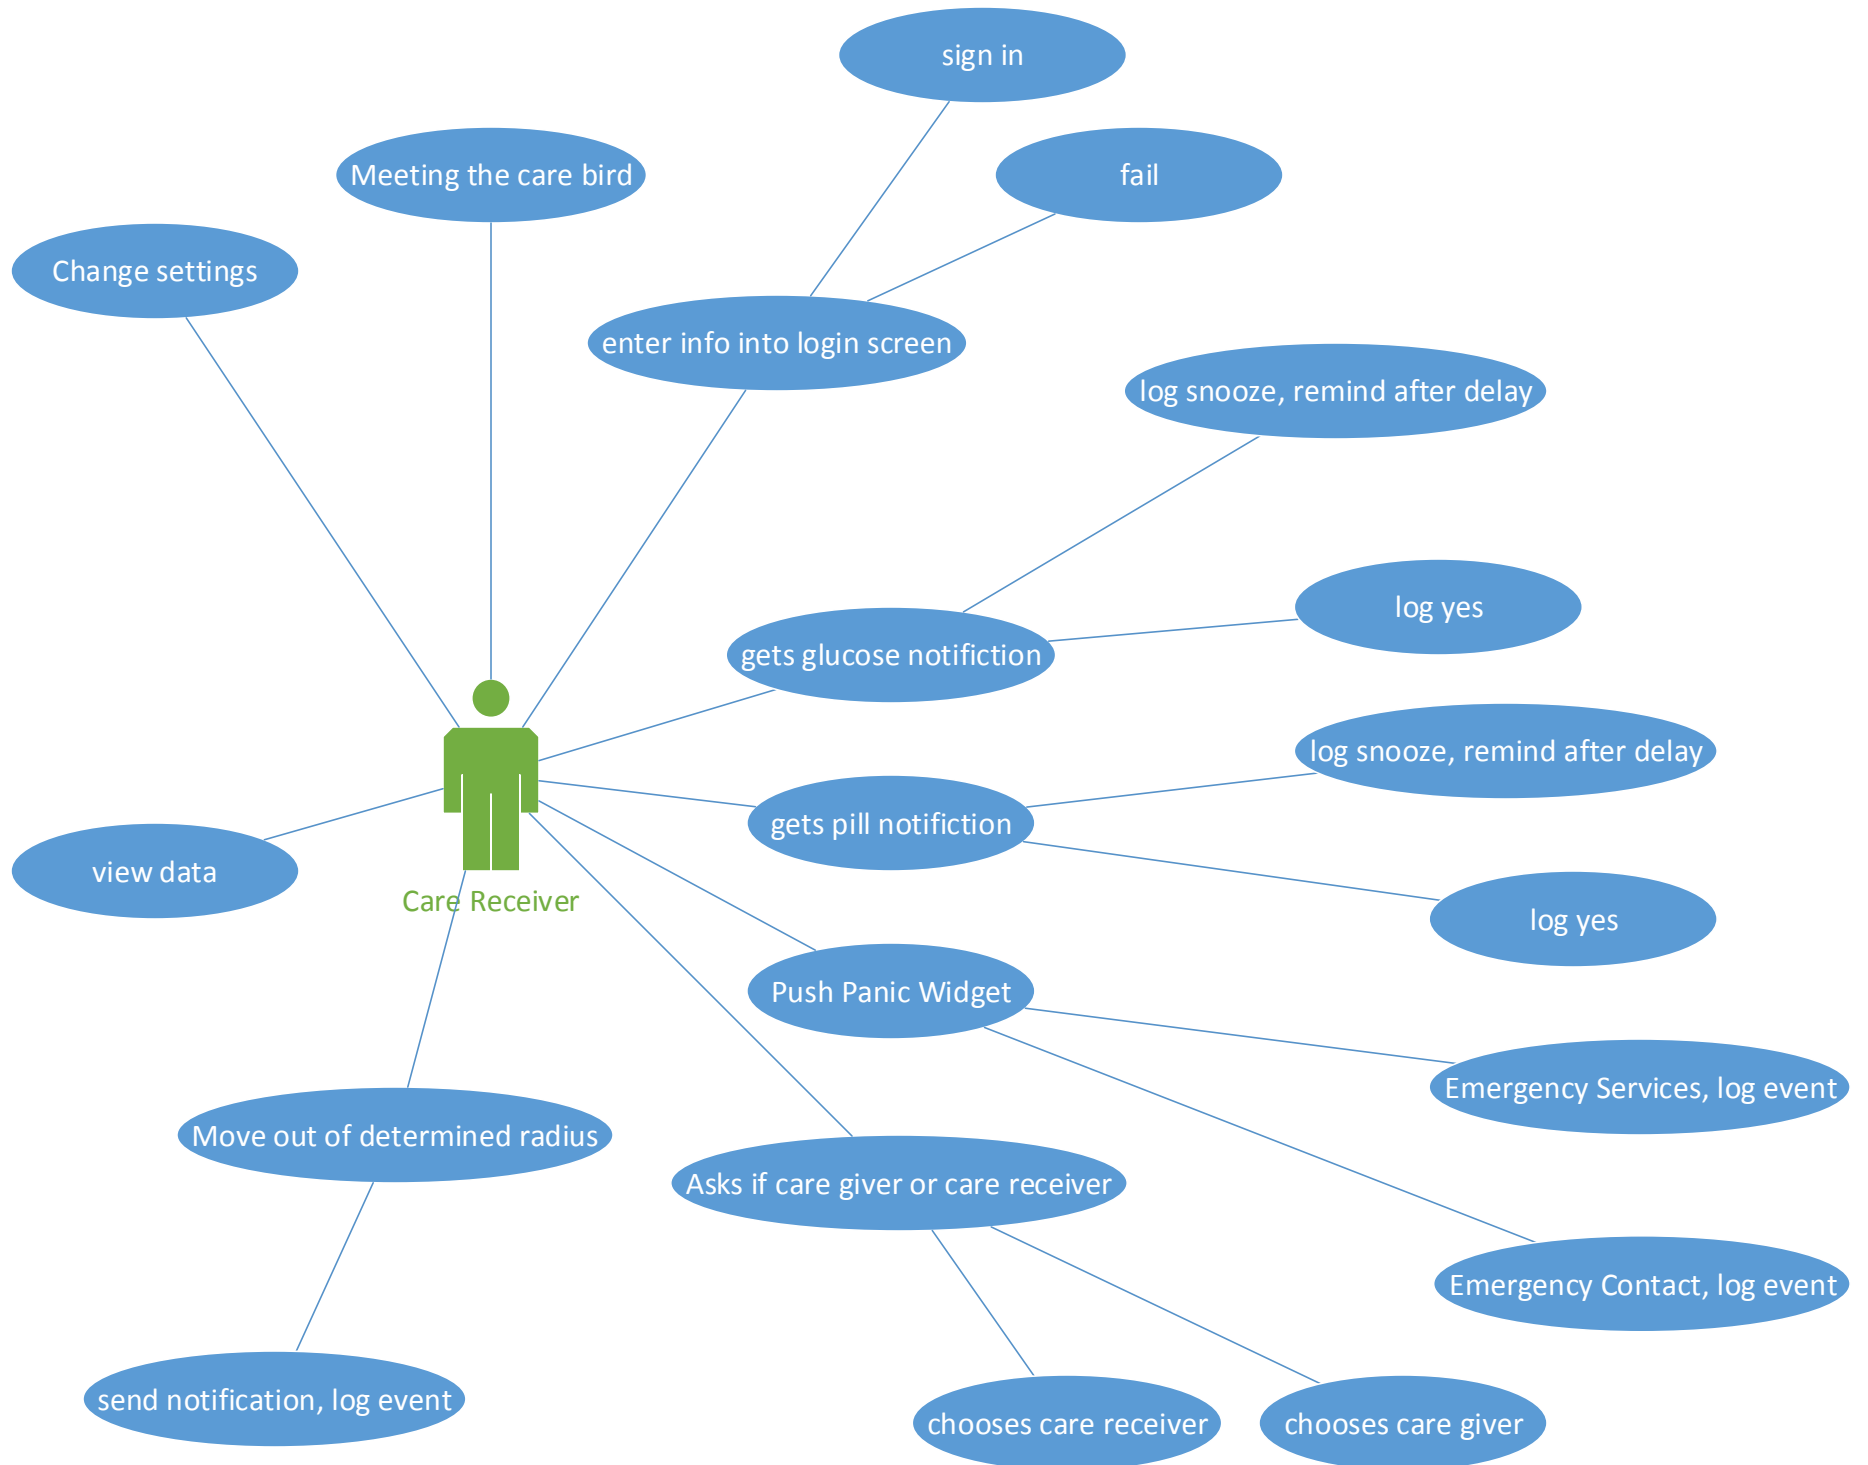 sign in
Meeting the care bird
fail
Change settings
enter info into login screen
log snooze, remind after delay
log yes
gets glucose notifiction
log snooze, remind after delay
gets pill notifiction
view data
Care Receiver
log yes
Push Panic Widget
Emergency Services, log event
Move out of determined radius
Asks if care giver or care receiver
Emergency Contact, log event
send notification, log event
chooses care receiver
chooses care giver